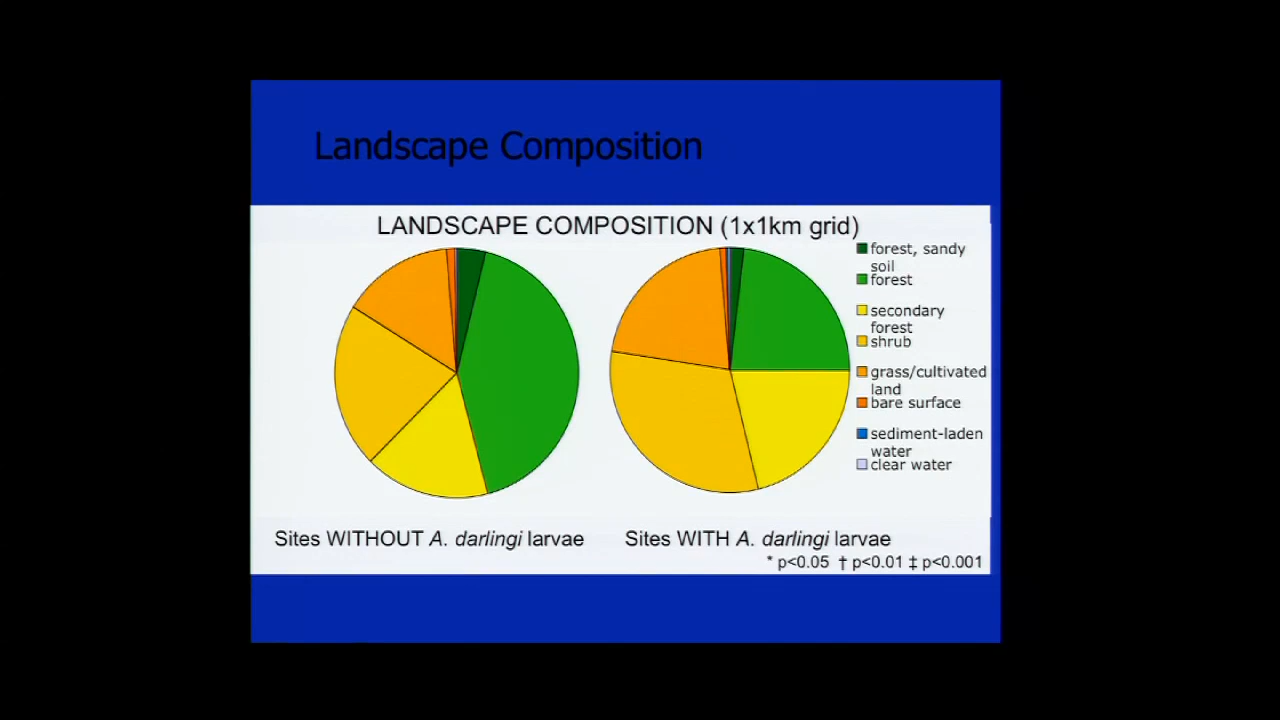 Landscape Composition
LANDSCAPE COMPOSITION (1x1km grid)
forest, sandy
soil
forest
secondary
forest
shrub
grass/cultivated
land
bare surface
sediment-laden
water
clear water
Sites WITHOUT A. darlingi larvae
Sites WITH A. darlingi larvae
* p<0.05 † p<0.01 ‡ p<0.001